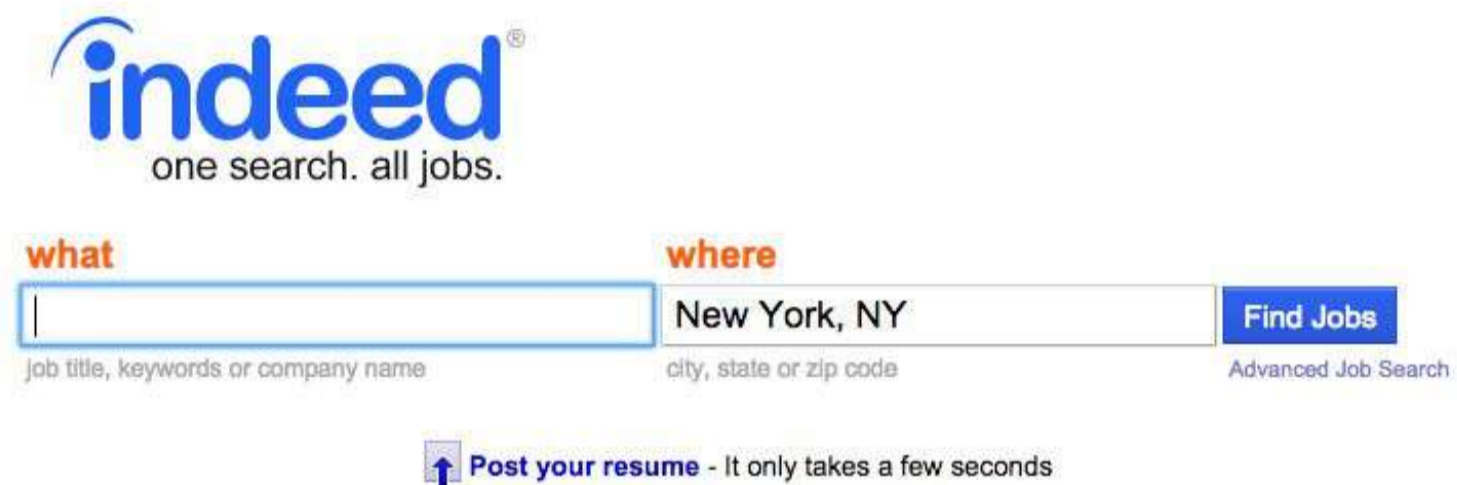 indeed®
one search. all jobs.
what where
New York, NY Find Jobs
job title, keywords or company name city, state or zip code Advanced Job Search
Post your resume - It only takes a few seconds